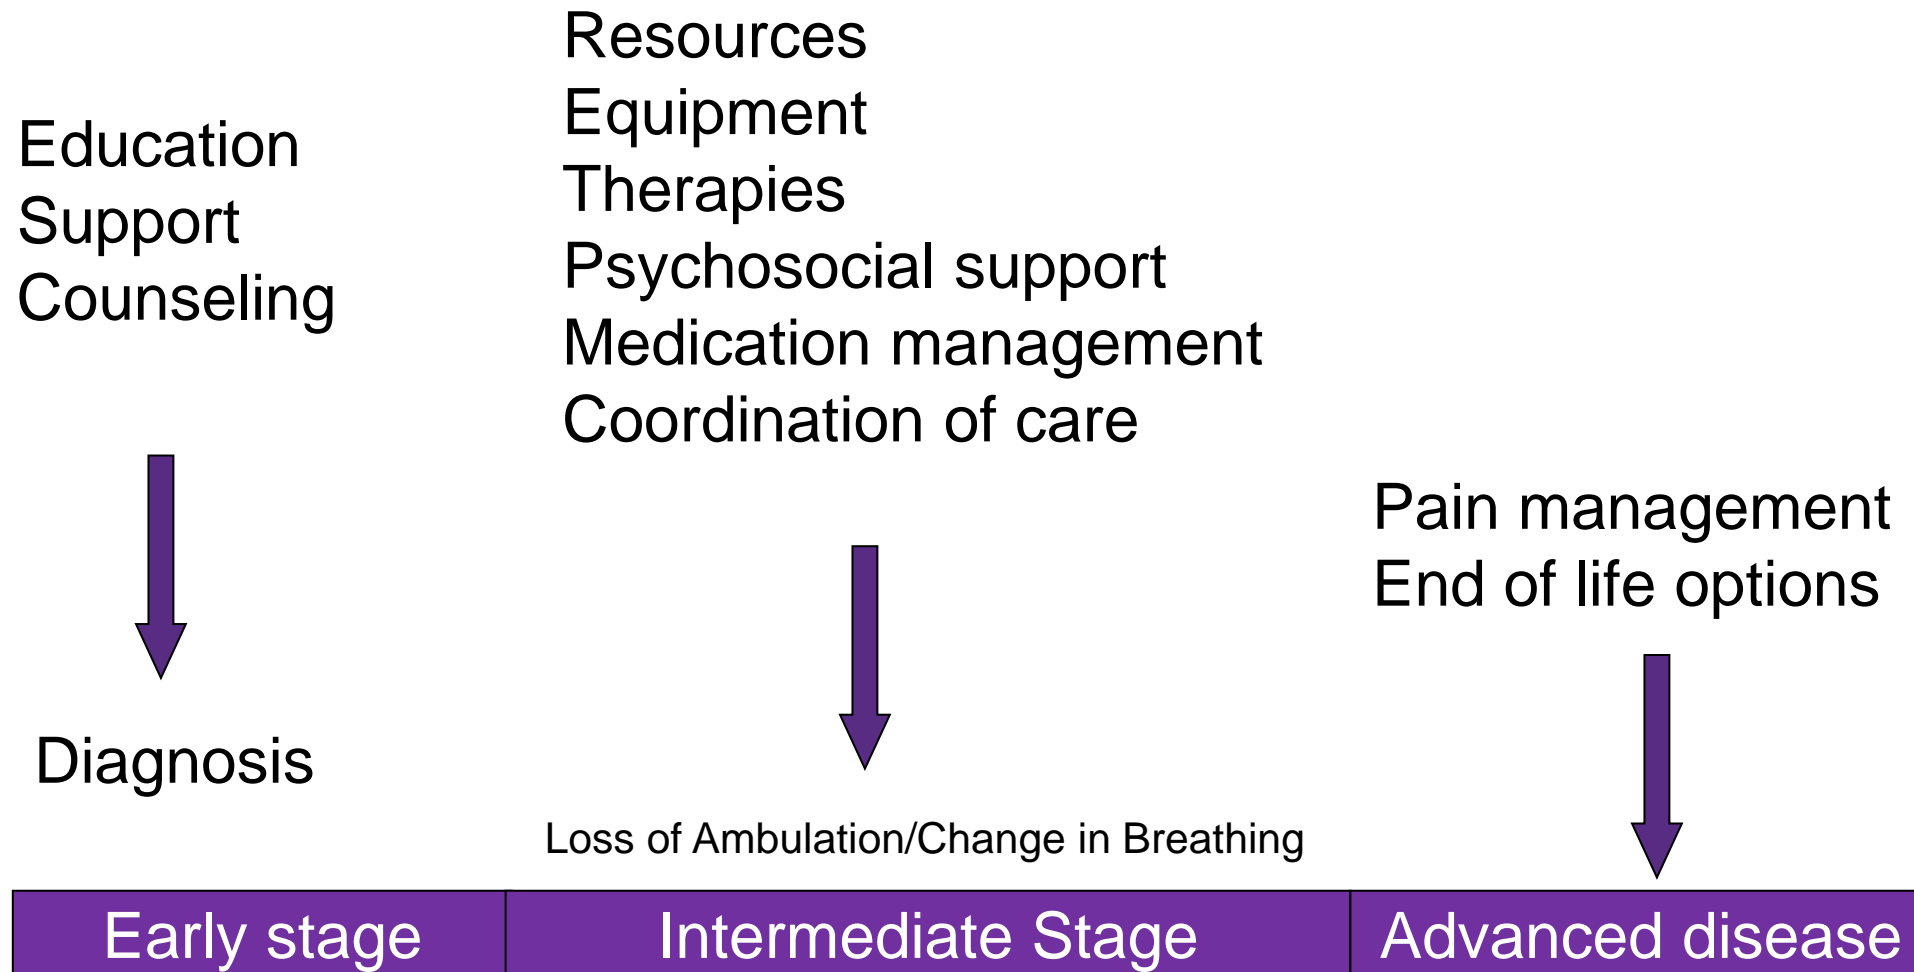 Education
Support
Counseling
Diagnosis
Resources
Equipment
Therapies
Psychosocial support
Medication management
Coordination of care
Loss of Ambulation/Change in Breathing
Pain management
End of life options
Early stage
Intermediate Stage
Advanced disease